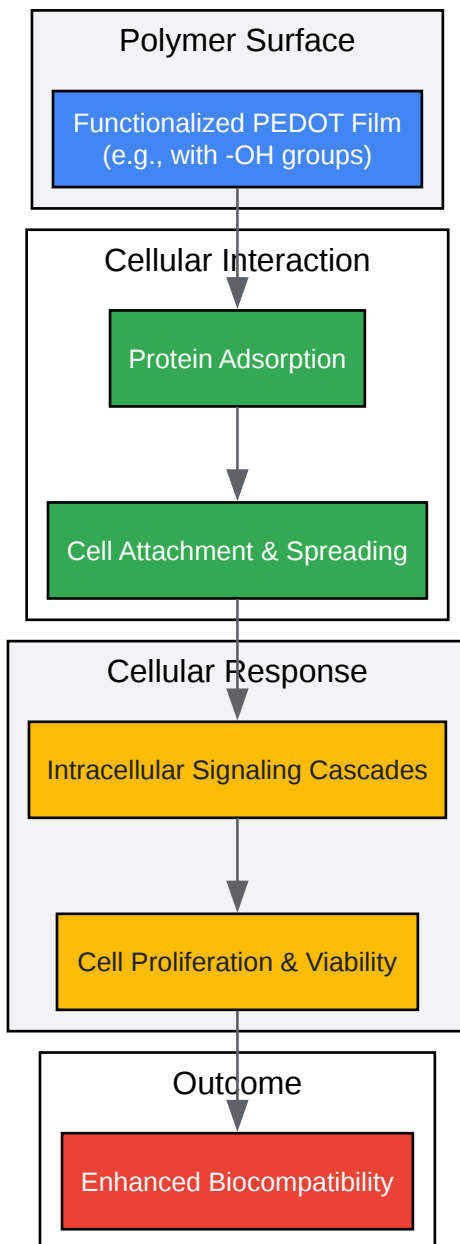 Polymer Surface
Functionalized PEDOT Film
(e.g., with -OH groups)
Cellular Interaction
Protein Adsorption
Cell Attachment & Spreading
Cellular Response
Intracellular Signaling Cascades
Cell Proliferation & Viability
Outcome
Enhanced Biocompatibility